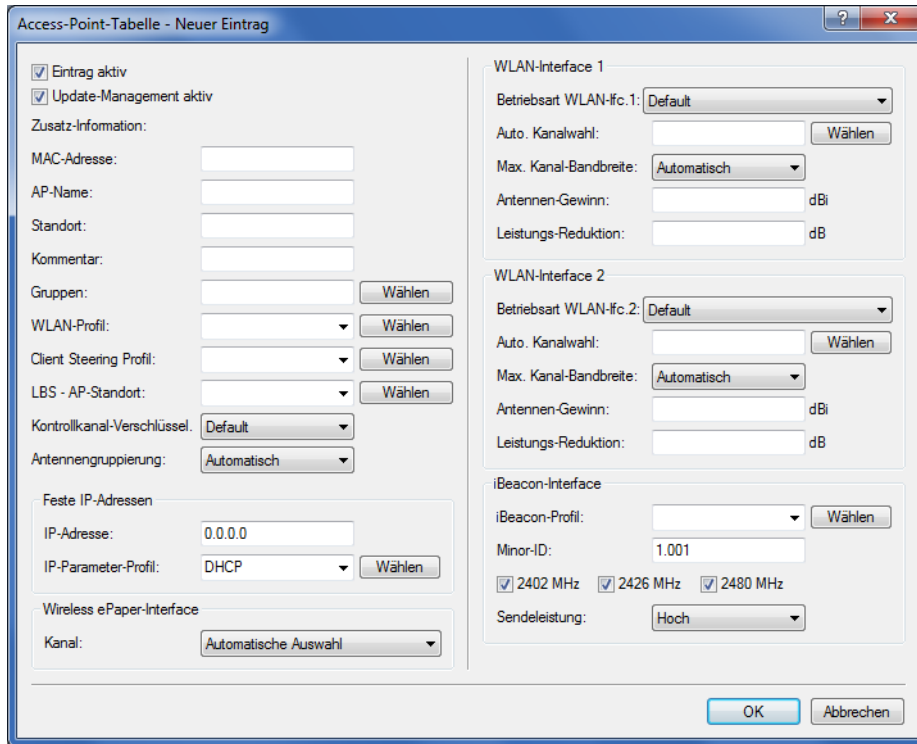 Access-Point-Tabelle - Neuer Eintrag
Eintrag aktiv
Update-Management aktiv
Zusatz-Information:
MAC-Adresse:
AP-Name:
Standort:
Kommentar:
Gruppen: Wählen
WLAN-Profil: Wählen
Client Steering Profil: Wählen
LBS - AP-Standort: Wählen
Kontrollkanal-Verschlüssel. Default
Antennengruppierung: Automatisch
Feste IP-Adressen
IP-Adresse: 0.0.0.0
IP-Parameter-Profil: DHCP Wählen
Wireless ePaper-Interface
Kanal: Automatische Auswahl
WLAN-Interface 1
Betriebsart WLAN-Ifc.1: Default
Auto. Kanalwahl: Wählen
Max. Kanal-Bandbreite: Automatisch
Antennen-Gewinn: dBi
Leistungs-Reduktion: dB
WLAN-Interface 2
Betriebsart WLAN-Ifc.2: Default
Auto. Kanalwahl: Wählen
Max. Kanal-Bandbreite: Automatisch
Antennen-Gewinn: dBi
Leistungs-Reduktion: dB
iBeacon-Interface
iBeacon-Profil: Wählen
Minor-ID: 1.001
2402 MHz 2426 MHz 2480 MHz
Sendeleistung: Hoch
OK Abbrechen